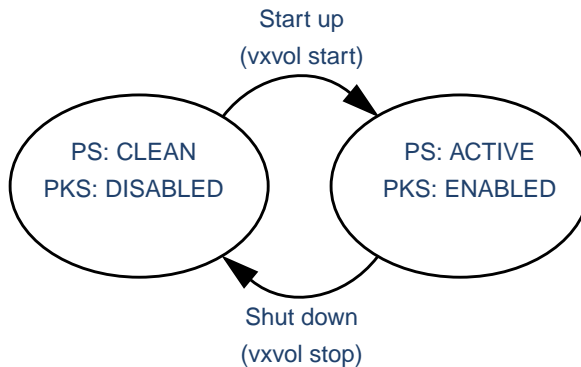 Start up
(vxvol start)
PS: CLEAN
PKS: DISABLED
PS: ACTIVE
PKS: ENABLED
Shut down
(vxvol stop)